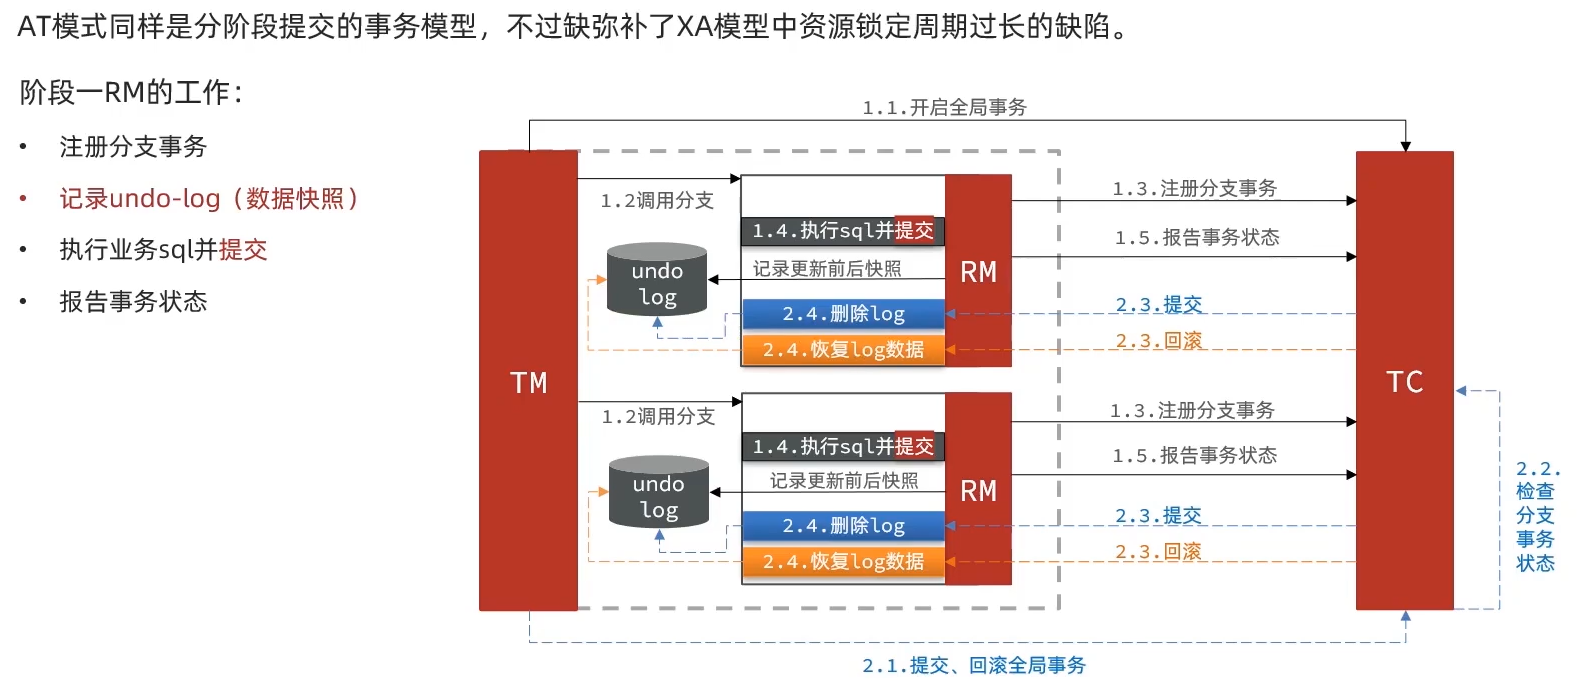 AT模式同样是分阶段提交的事务模型，不过缺弥补了XA模型中资源锁定周期过长的缺陷。
阶段一RM的工作：
• 注册分支事务
• 记录undo-log（数据快照）
• 执行业务sql并提交
• 报告事务状态
1.1.开启全局事务
TM
1.2调用分支
1.4.执行sql并提交
undo
log
记录更新前后快照
2.4.删除log
2.4.恢复log数据
RM
1.3.注册分支事务
1.5.报告事务状态
2.3.提交
2.3.回滚
1.2调用分支
1.4.执行sql并提交
undo
log
记录更新前后快照
2.4.删除log
2.4.恢复log数据
RM
1.3.注册分支事务
1.5.报告事务状态
2.3.提交
2.3.回滚
TC
2.2.
检查
分支
事务
状态
2.1.提交、回滚全局事务